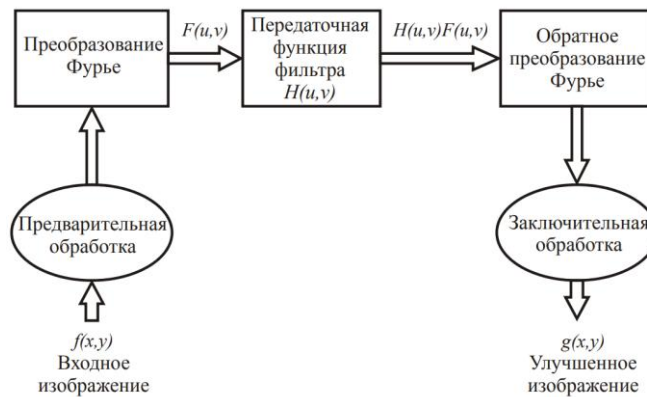 Преобразование
Фурье
F(u,v)
Передаточная
функция
фильтра
H(u,v)
H(u,v)F(u,v)
Обратное
преобразование
Фурье
Предварительная
обработка
Заключительная
обработка
f(x,y)
Входное
изображение
g(x,y)
Улучшенное
изображение